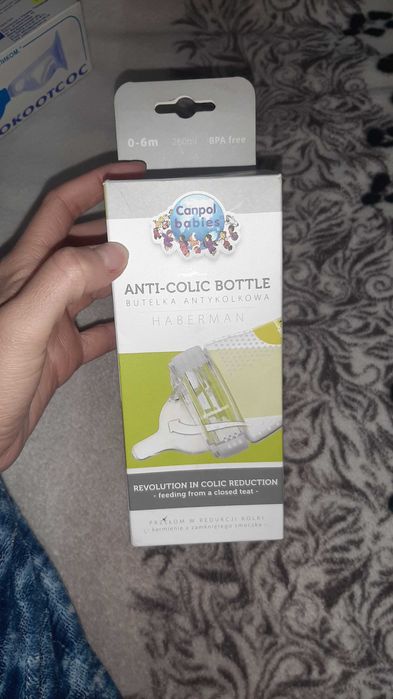 ОКООТСОС
0-6m 260ml BPA free
Canpol
babies
ANTI-COLIC BOTTLE
BUTELKA ANTYKOLKOWA
HABERMAN
REVOLUTION IN COLIC REDUCTION
- feeding from a closed teat -
PRZEŁOM W REDUKCJI KOLKI
- karmienie z zamkniętego smoczka -